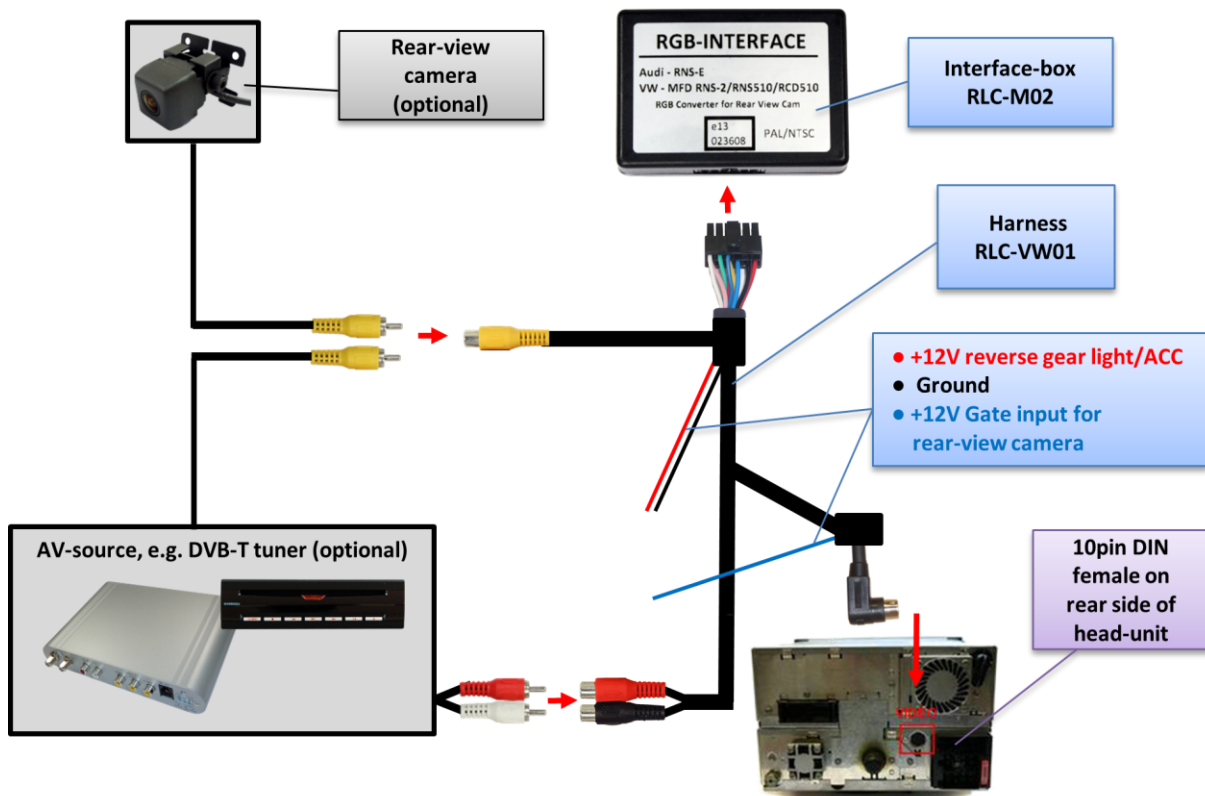 Rear-view
camera
(optional)
RGB-INTERFACE
Audi - RNS-E
VW - MFD RNS-2/RNS510/RCD510
RGB Converter for Rear View Cam
e13
023608
PAL/NTSC
Interface-box
RLC-M02
Harness
RLC-VW01
+12V reverse gear light/ACC
Ground
+12V Gate input for
rear-view camera
AV-source, e.g. DVB-T tuner (optional)
10pin DIN
female on
rear side of
head-unit
VIDEO